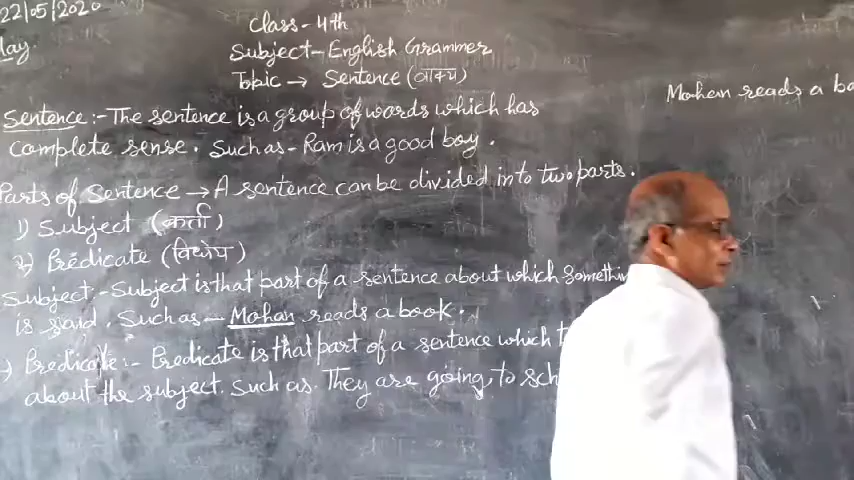 22/05/2020
Class - 4th
Subject - English Grammer
Topic → Sentence (वाक्य)
Mohan reads a
Sentence :- The sentence is a group of words which has
complete sense. Such as - Ram is a good boy.
Parts of Sentence → A sentence can be divided into two parts.
1) Subject (कर्ता)
2) Predicate (विधेय)
Subject:- Subject is that part of a sentence about which
is said. Such as - Mohan reads a book.
Predicate :- Predicate is that part of a sentence which
about the subject. Such as. They are going to